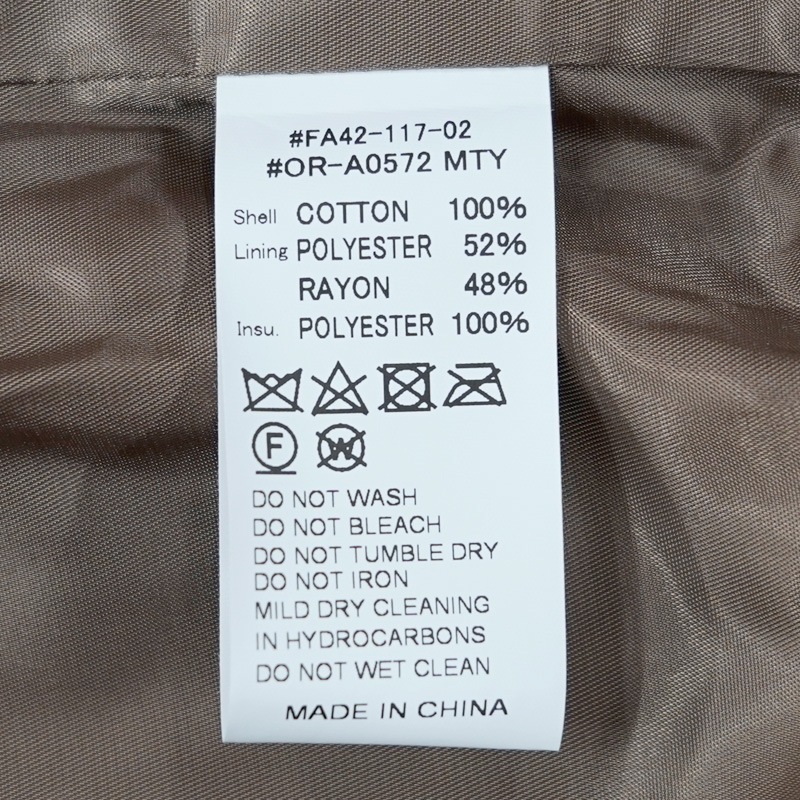 #FA42-117-02
#OR-A0572 MTY
Shell COTTON 100%
Lining POLYESTER 52%
RAYON 48%
Insu. POLYESTER 100%
F W
DO NOT WASH
DO NOT BLEACH
DO NOT TUMBLE DRY
DO NOT IRON
MILD DRY CLEANING
IN HYDROCARBONS
DO NOT WET CLEAN
MADE IN CHINA